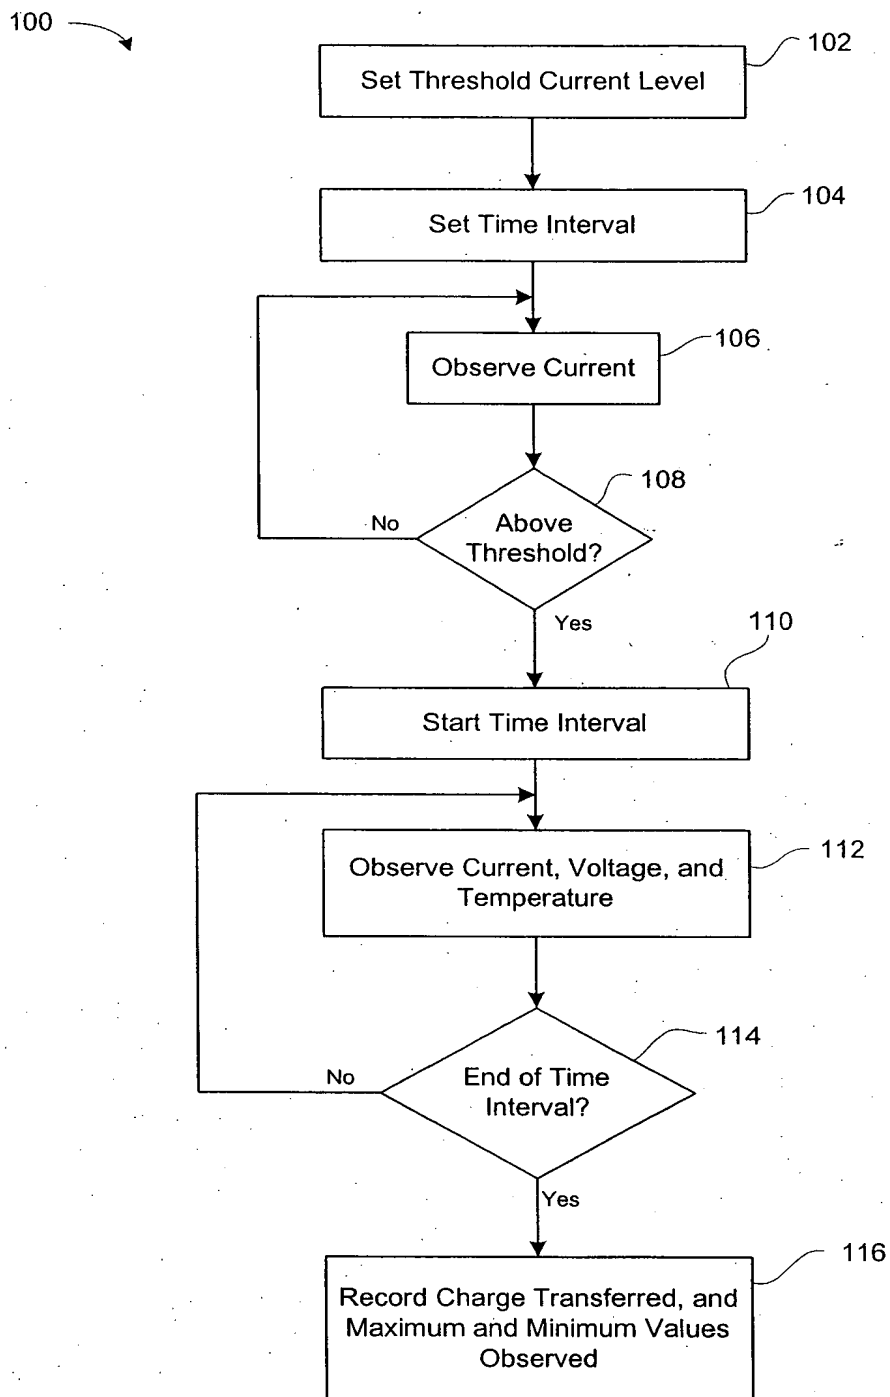 100
102
Set Threshold Current Level
104
Set Time Interval
106
Observe Current
108
No
Above
Threshold?
Yes
110
Start Time Interval
112
Observe Current, Voltage, and
Temperature
114
No
End of Time
Interval?
Yes
116
Record Charge Transferred, and
Maximum and Minimum Values
Observed